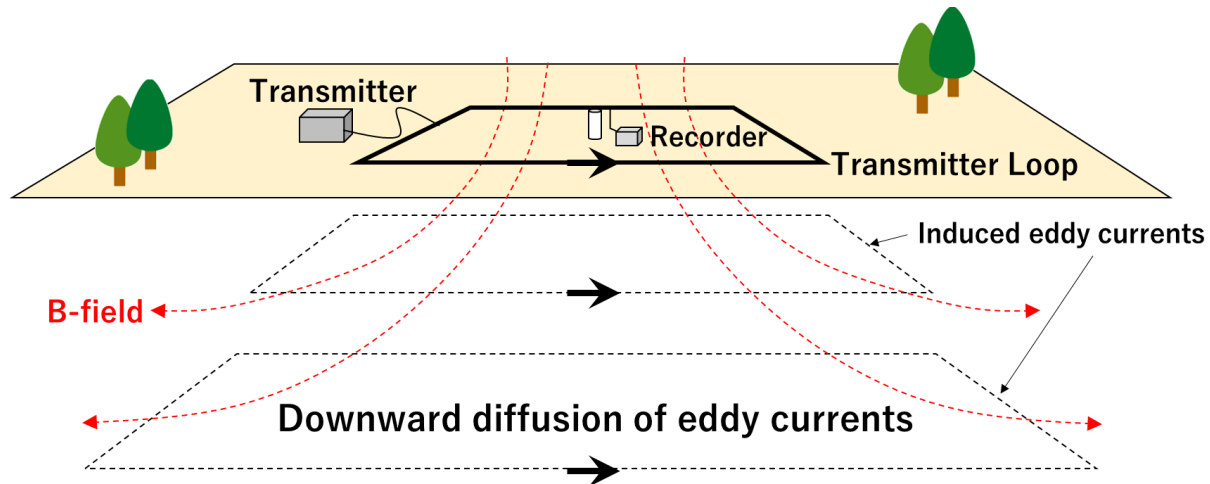 Transmitter
Recorder
Transmitter Loop
Induced eddy currents
B-field
Downward diffusion of eddy currents